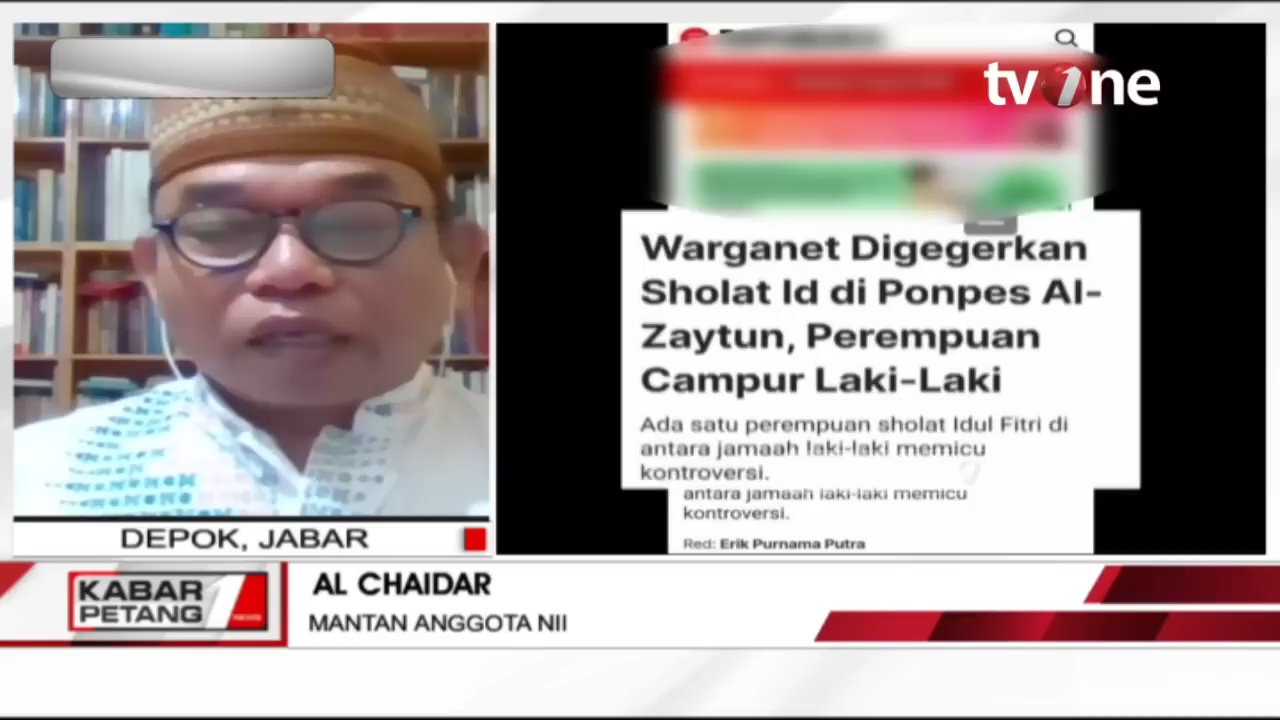 tvOne
Warganet Digegerkan
Sholat Id di Ponpes Al-
Zaytun, Perempuan
Campur Laki-Laki
Ada satu perempuan sholat Idul Fitri di
antara jamaah laki-laki memicu
kontroversi.
antara jamaah laki-laki memicu
kontroversi.
Red: Erik Purnama Putra
DEPOK, JABAR
KABAR
PETANG
1
NEWS
AL CHAIDAR
MANTAN ANGGOTA NII